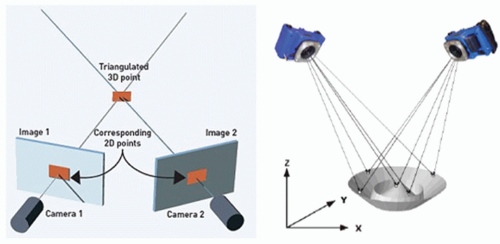 Triangulated
3D point
Image 1
Corresponding
2D points
Image 2
Camera 1
Camera 2
Z
Y
X